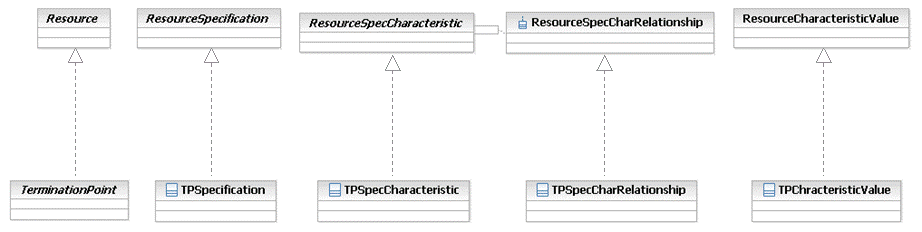 Resource
ResourceSpecification
ResourceSpecCharacteristic
ResourceSpecCharRelationship
ResourceCharacteristicValue
TerminationPoint
TPSpecification
TPSpecCharacteristic
TPSpecCharRelationship
TPChracteristicValue